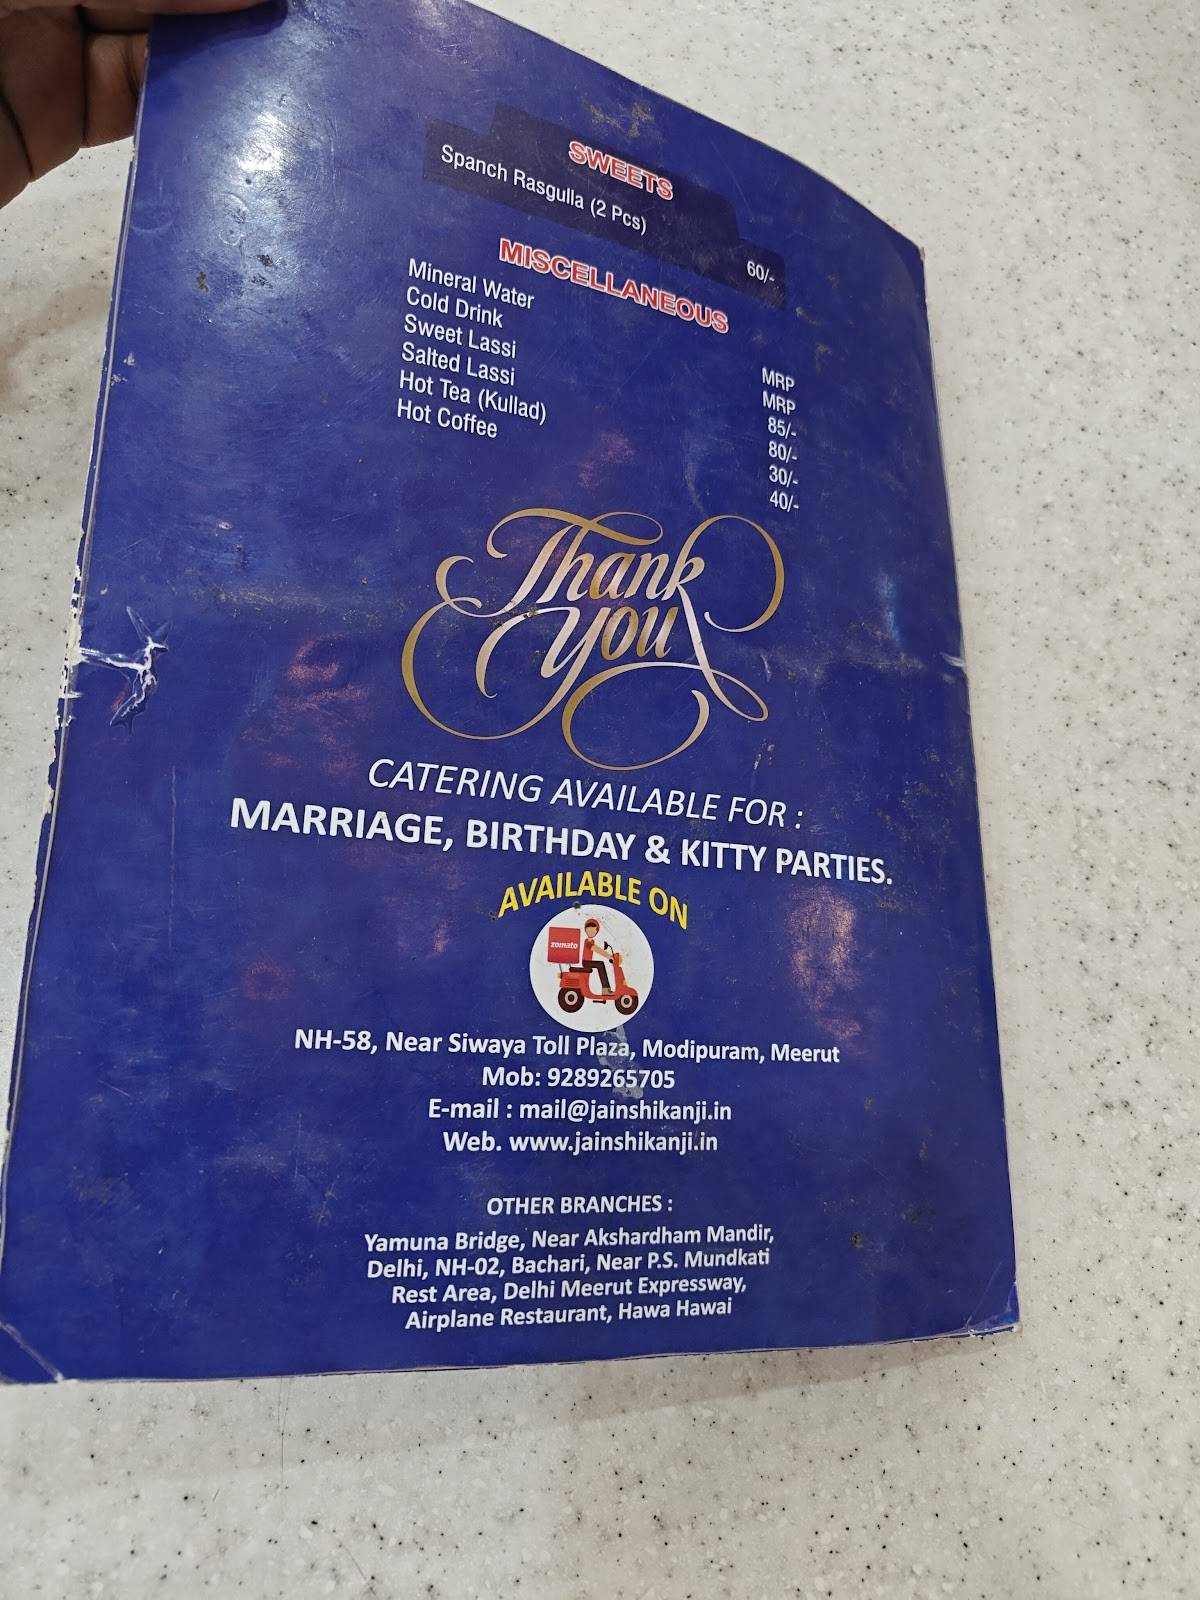 SWEETS
Spanch Rasgulla (2 Pcs) 60/-
MISCELLANEOUS
Mineral Water MRP
Cold Drink MRP
Sweet Lassi 85/-
Salted Lassi 80/-
Hot Tea (Kullad) 30/-
Hot Coffee 40/-
Thank
you
CATERING AVAILABLE FOR :
MARRIAGE, BIRTHDAY & KITTY PARTIES.
AVAILABLE ON
zomato
NH-58, Near Siwaya Toll Plaza, Modipuram, Meerut
Mob: 9289265705
E-mail : mail@jainshikanji.in
Web. www.jainshikanji.in
OTHER BRANCHES :
Yamuna Bridge, Near Akshardham Mandir,
Delhi, NH-02, Bachari, Near P.S. Mundkati
Rest Area, Delhi Meerut Expressway,
Airplane Restaurant, Hawa Hawai